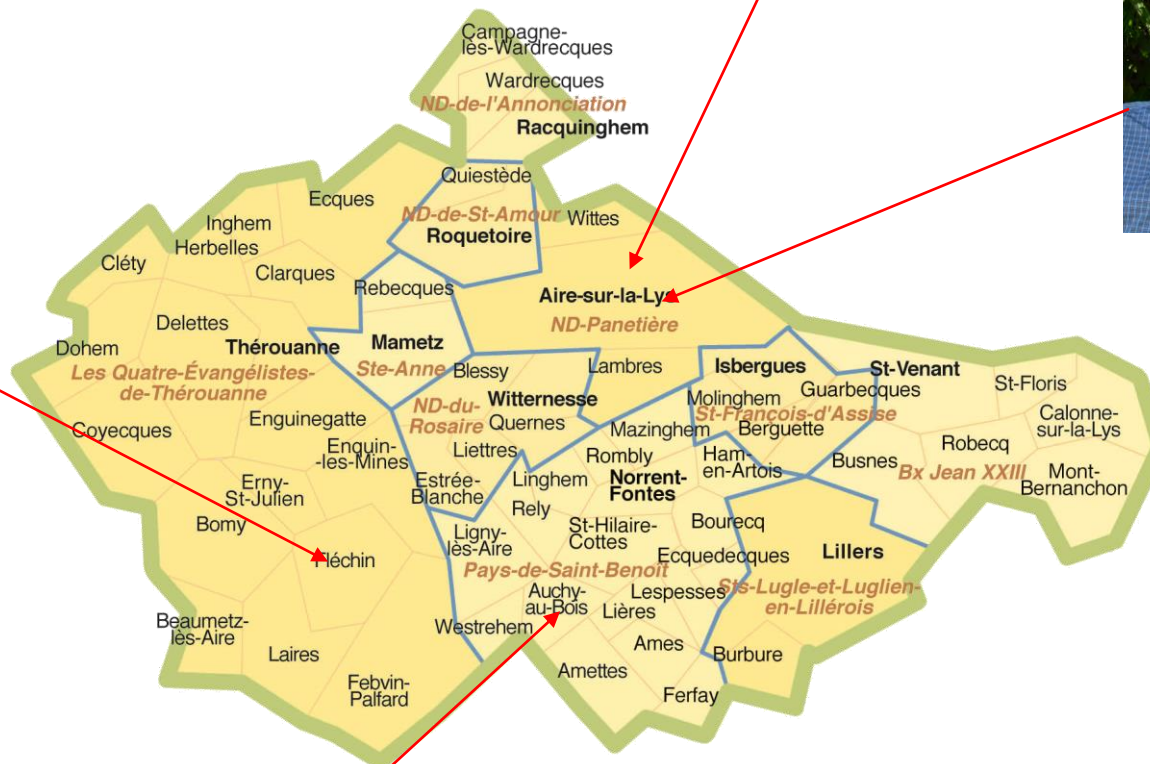 Campagne-
lès-Wardrecques
Wardrecques
ND-de-l'Annonciation
Racquinghem
Quiestède
Ecques
ND-de-St-Amour
Wittes
Inghem
Roquetoire
Herbelles
Cléty
Clarques
Rebecques
Aire-sur-la-Lys
Delettes
ND-Panetière
Dohem
Thérouanne
Mametz
Les Quatre-Évangélistes-
de-Thérouanne
Ste-Anne
Blessy
Lambres
Isbergues
St-Venant
Molinghem
Guarbecques
St-Floris
ND-du-
Rosaire
Witternesse
St-François-d'Assise
Coyecques
Enguinegatte
Quernes
Mazinghem
Berguette
Calonne-
sur-la-Lys
Enquin-
-les-Mines
Liettres
Rombly
Ham-
en-Artois
Busnes
Robecq
Bx Jean XXIII
Mont-
Bernanchon
Erny-
St-Julien
Estrée-
Blanche
Linghem
Norrent-
Fontes
Rely
Bomy
Ligny-
lès-Aire
St-Hilaire-
Cottes
Bourecq
Ecquedecques
Lillers
Fléchin
Pays-de-Saint-Benoît
Sts-Lugle-et-Luglien-
en-Lillérois
Auchy-
au-Bois
Lespesses
Lières
Beaumetz-
lès-Aire
Westrehem
Laires
Ames
Burbure
Amettes
Febvin-
Palfard
Ferfay